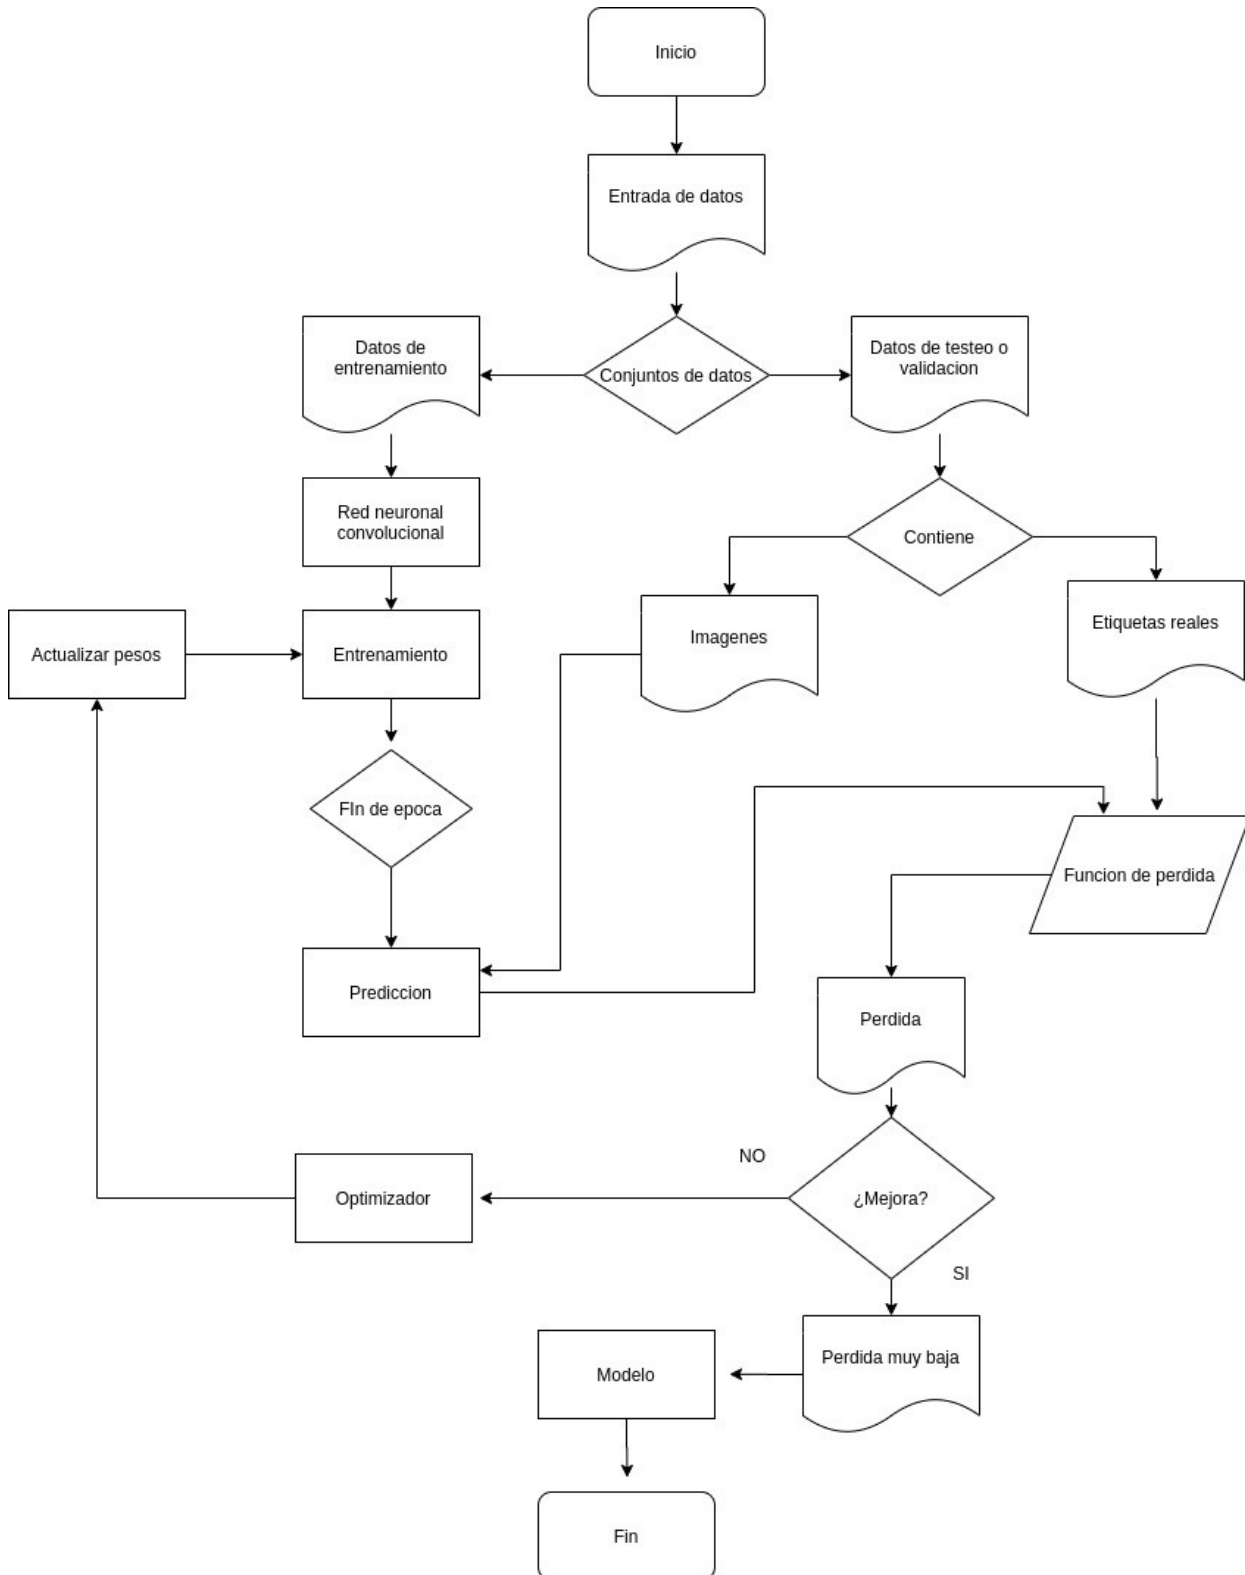 Inicio
Entrada de datos
Datos de
entrenamiento
Conjuntos de datos
Datos de testeo o
validacion
Red neuronal
convolucional
Contiene
Actualizar pesos
Entrenamiento
Imagenes
Etiquetas reales
FIn de epoca
Funcion de perdida
Prediccion
Perdida
NO
Optimizador
¿Mejora?
SI
Modelo
Perdida muy baja
Fin